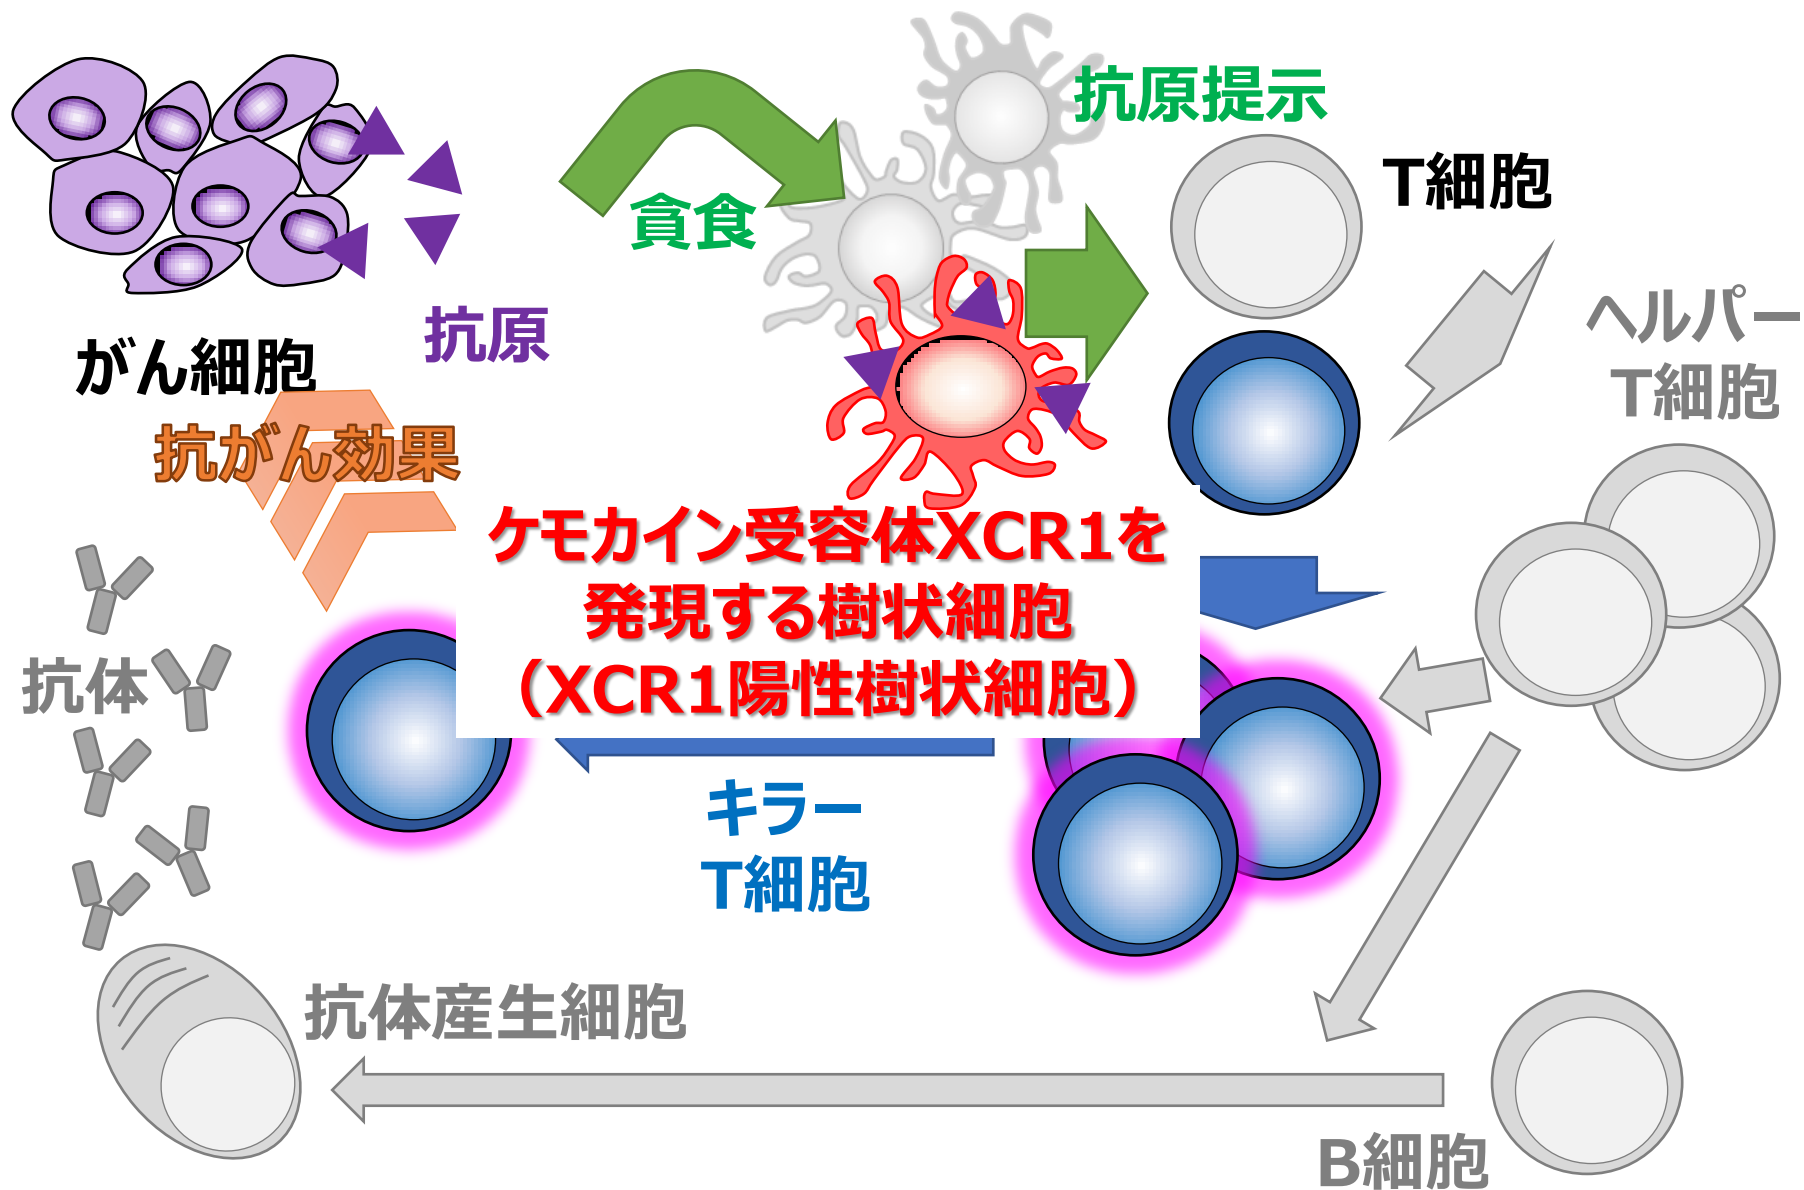 抗原提示
T細胞
貪食
抗原
ヘルパー
T細胞
がん細胞
抗がん効果
ケモカイン受容体XCR1を
発現する樹状細胞
（XCR1陽性樹状細胞）
抗体
キラー
T細胞
抗体産生細胞
B細胞